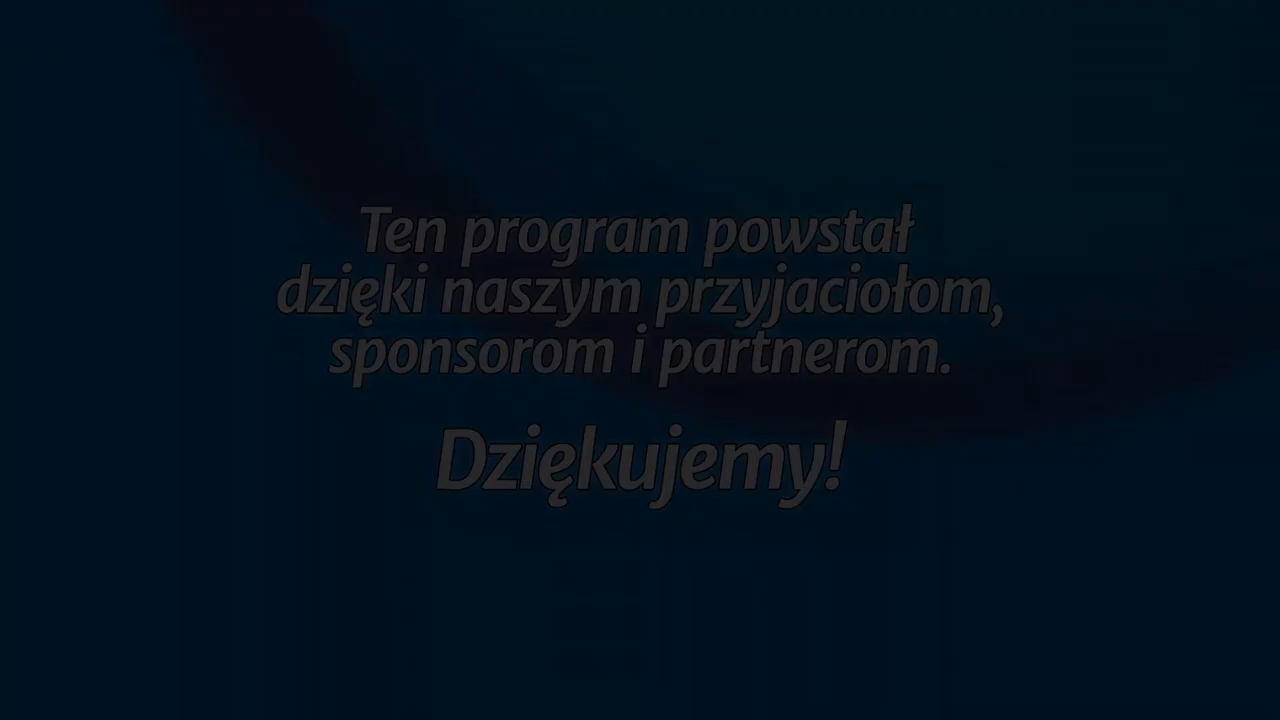 Ten program powstał
dzięki naszym przyjaciołom,
sponsorom i partnerom.
Dziękujemy!